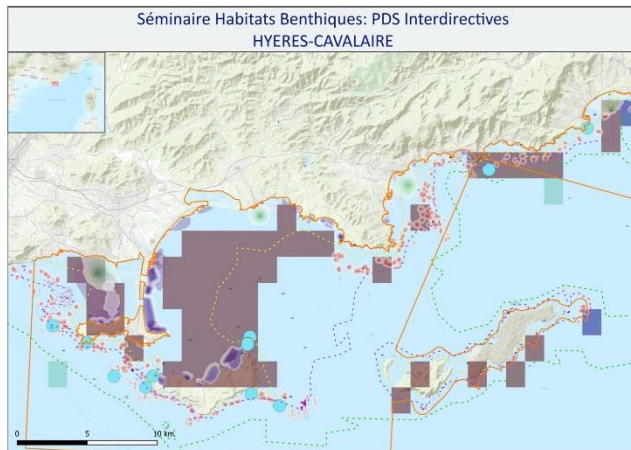 Séminaire Habitats Benthiques: PDS Interdirectives
HYERES-CAVALAIRE
0 5 10 km